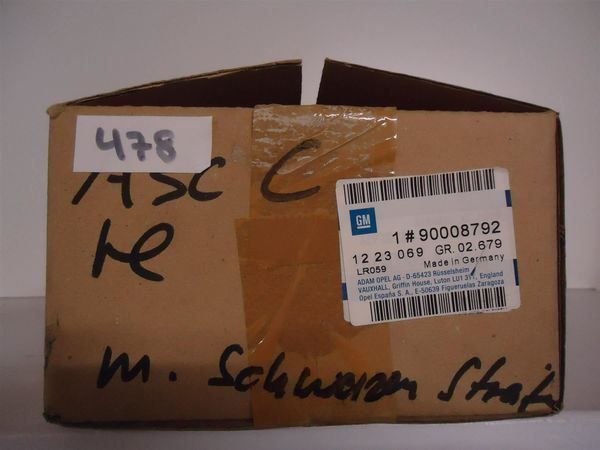 478
ASC C
re
m. Schwarzen Streifen
GM
1 # 90008792
12 23 069 GR. 02.679
LR059 Made in Germany
ADAM OPEL AG - D-65423 Rüsselsheim
VAUXHALL, Griffin House, Luton LU1 3YT, England
Opel España S. A., E-50639 Figueruelas Zaragoza